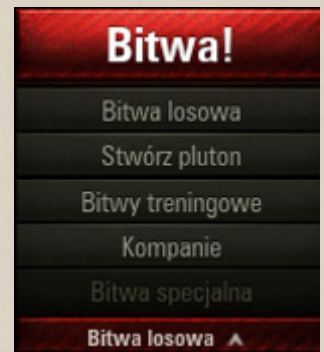 Bitwa!
Bitwa losowa
Stwórz pluton
Bitwy treningowe
Kompanie
Bitwa specjalna
Bitwa losowa